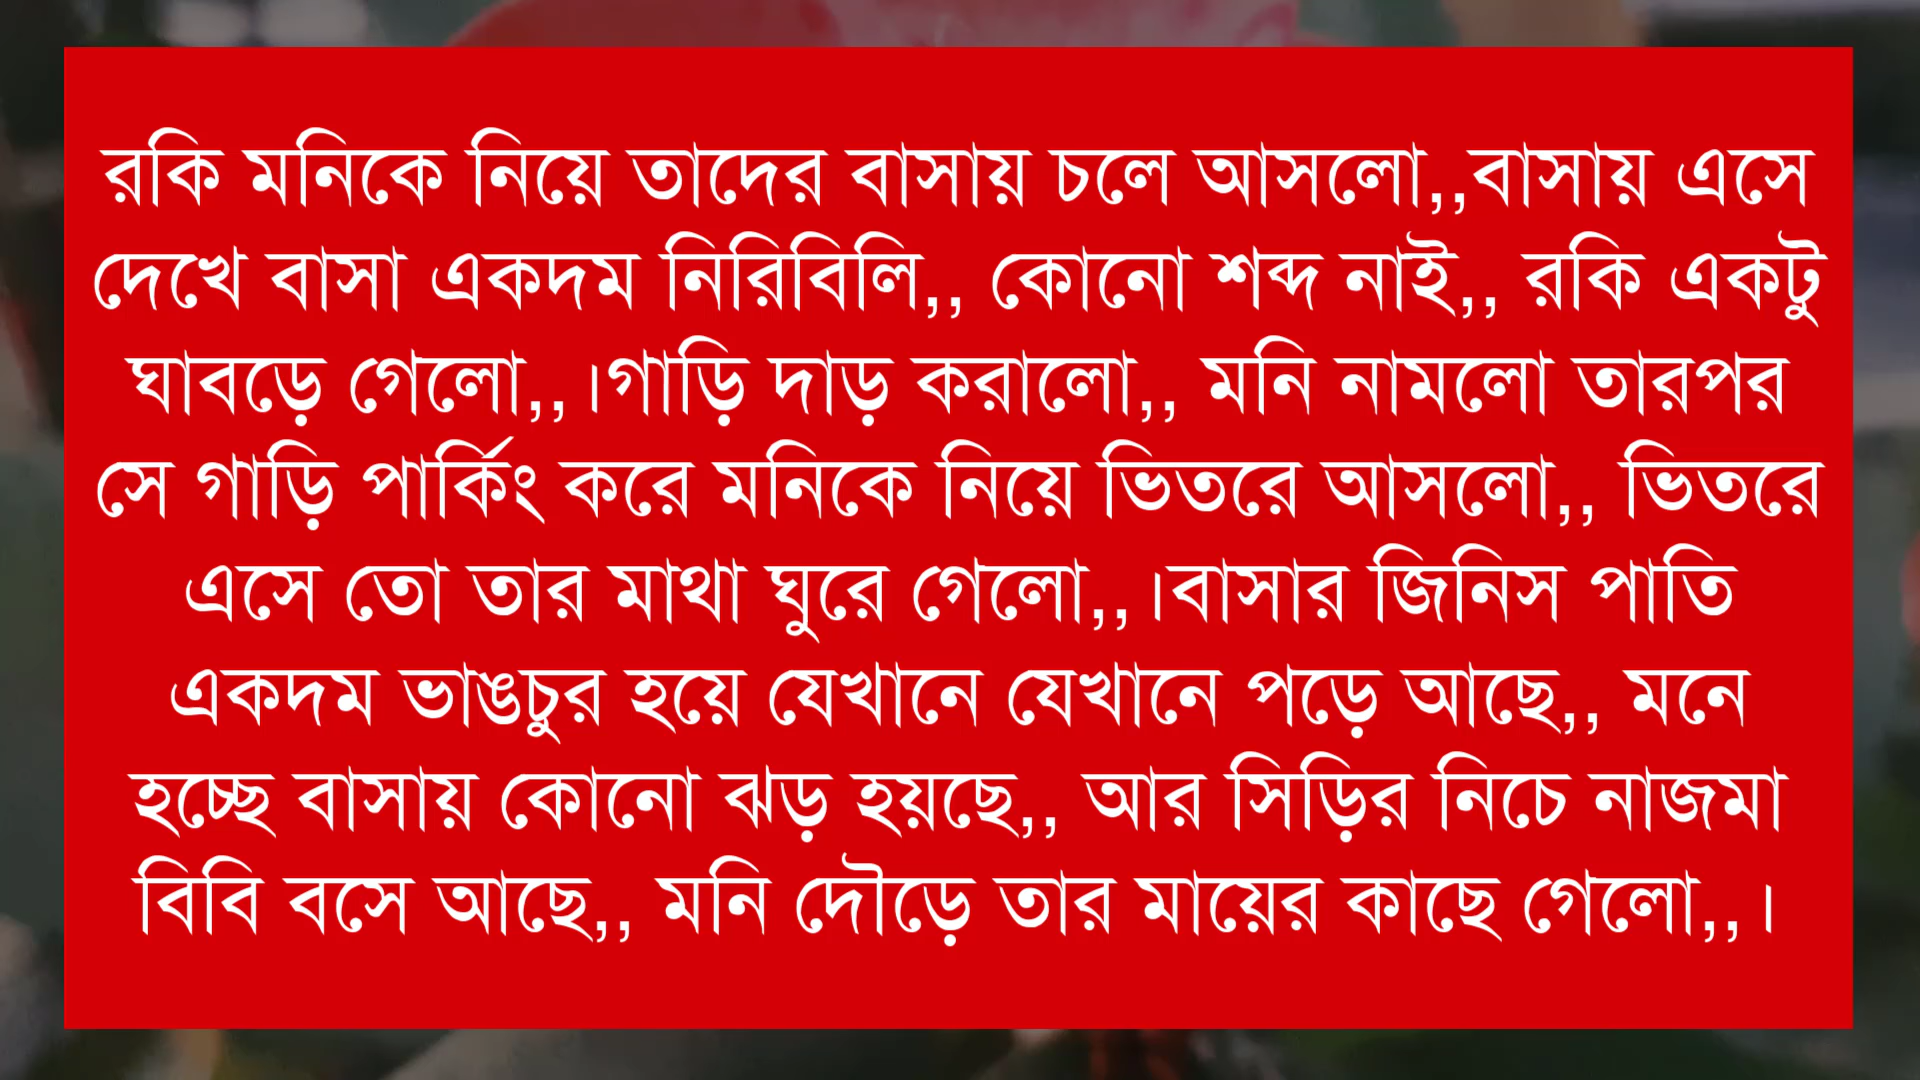 রকি মনিকে নিয়ে তাদের বাসায় চলে আসলো,,বাসায় এসে
দেখে বাসা একদম নিরিবিলি,, কোনো শব্দ নাই,, রকি একটু
ঘাবড়ে গেলো,,।গাড়ি দাড় করালো,, মনি নামলো তারপর
সে গাড়ি পার্কিং করে মনিকে নিয়ে ভিতরে আসলো,, ভিতরে
এসে তো তার মাথা ঘুরে গেলো,,।বাসার জিনিস পাতি
একদম ভাঙচুর হয়ে যেখানে যেখানে পড়ে আছে,, মনে
হচ্ছে বাসায় কোনো ঝড় হয়ছে,, আর সিড়ির নিচে নাজমা
বিবি বসে আছে,, মনি দৌড়ে তার মায়ের কাছে গেলো,,।